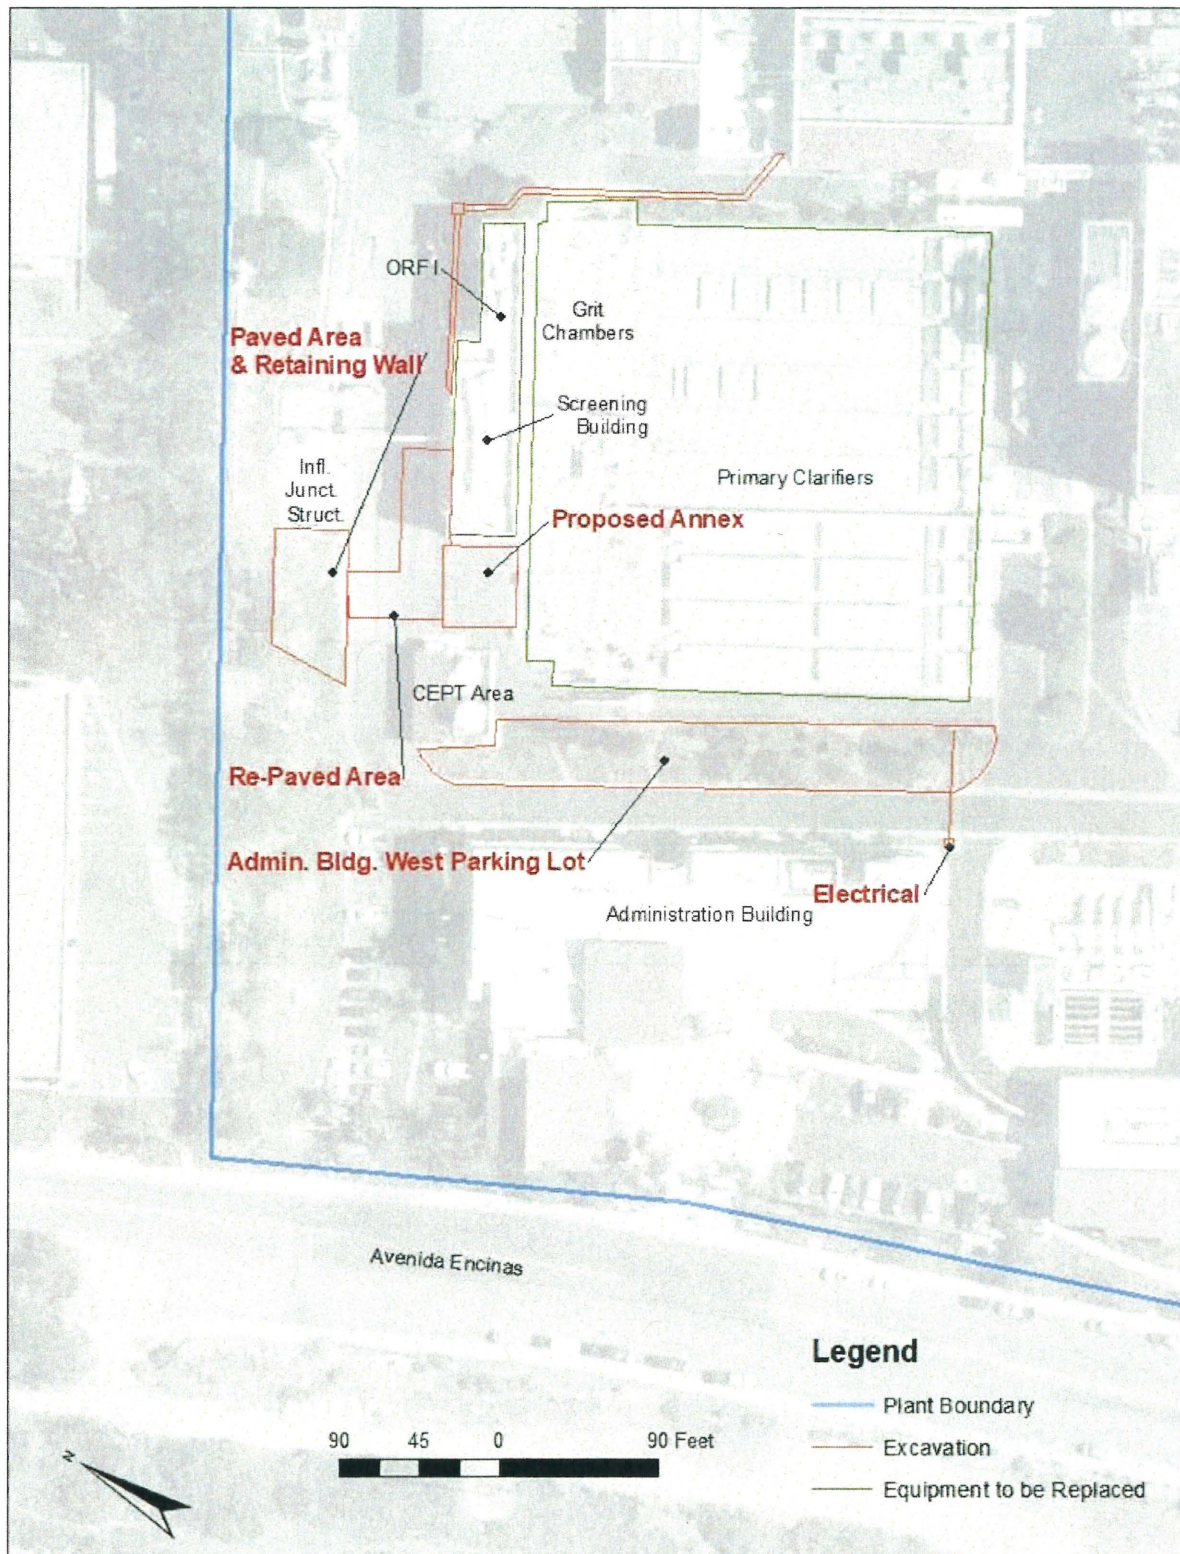 ORF I
Grit
Chambers
Paved Area
& Retaining Wall
Screening
Building
Infl.
Junct.
Struct.
Primary Clarifiers
Proposed Annex
CEPT Area
Re-Paved Area
Admin. Bldg. West Parking Lot
Electrical
Administration Building
Avenida Encinas
Legend
Plant Boundary
Excavation
Equipment to be Replaced
90 45 0 90 Feet
N